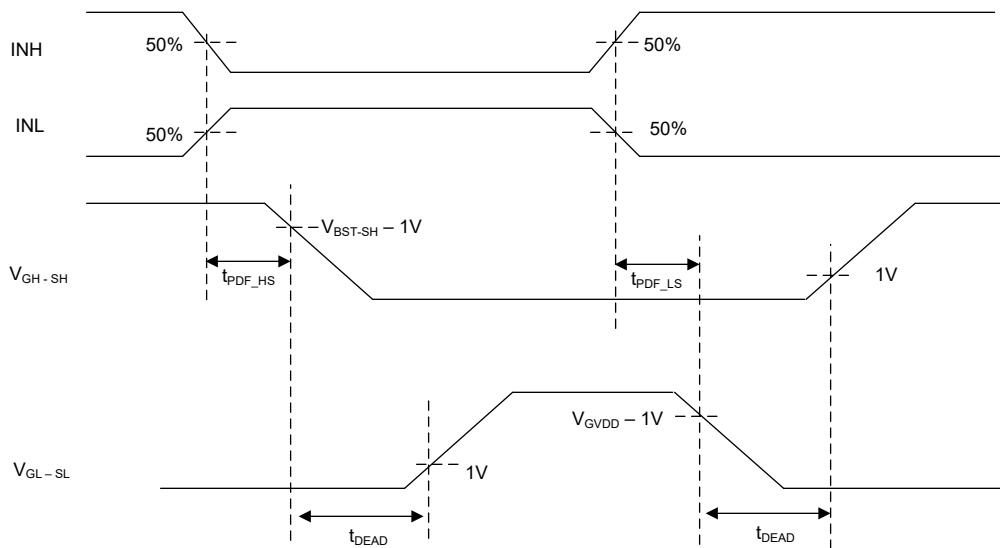 INH
50%
50%
INL
50%
50%
V_BST-SH – 1V
V_GH - SH
t_PDF_HS
t_PDF_LS
1V
V_GVDD – 1V
V_GL – SL
1V
t_DEAD
t_DEAD